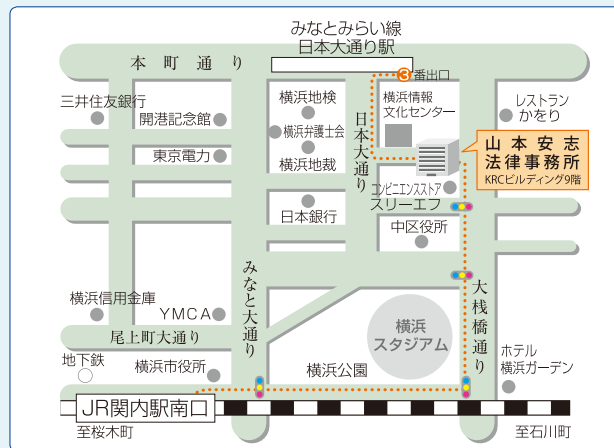 みなとみらい線
日本大通り駅
本町通り
3番出口
三井住友銀行
開港記念館
東京電力
横浜地検
横浜弁護士会
横浜地裁
日本銀行
日本大通り
横浜情報
文化センター
レストラン
かをり
山本安志
法律事務所
KRCビルディング9階
コンビニエンスストア
スリーエフ
中区役所
横浜信用金庫
YMCA
尾上町大通り
みなと大通り
大桟橋通り
横浜
スタジアム
地下鉄
横浜市役所
横浜公園
ホテル
横浜ガーデン
JR関内駅南口
至桜木町
至石川町